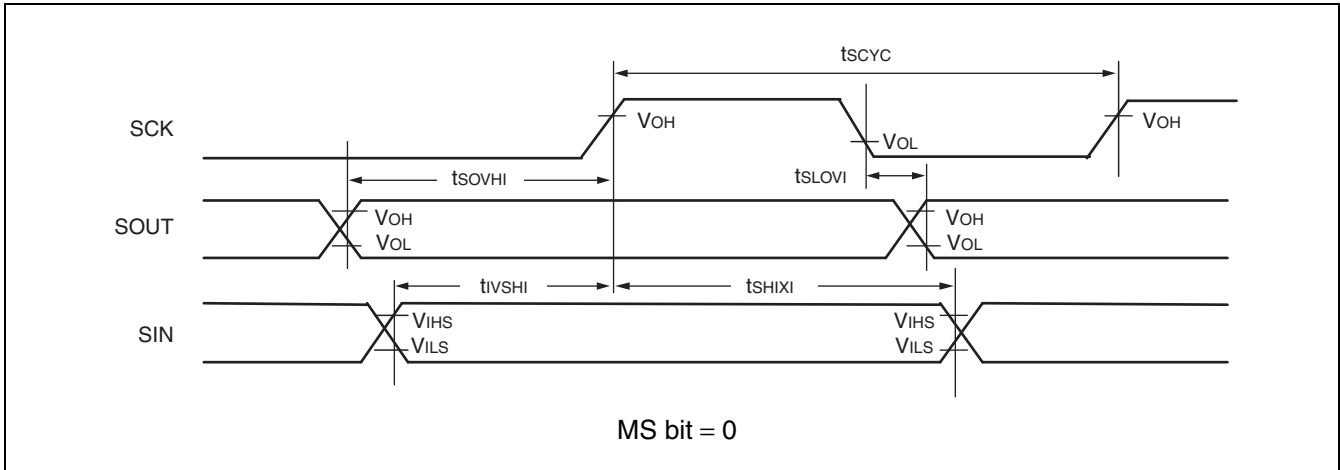 tSCYC
SCK
VOH
VOL
VOH
tSOVHI
tSLOVI
SOUT
VOH
VOL
VOH
VOL
tIVSHI
tSHIXI
SIN
VIHS
VILS
VIHS
VILS
MS bit = 0